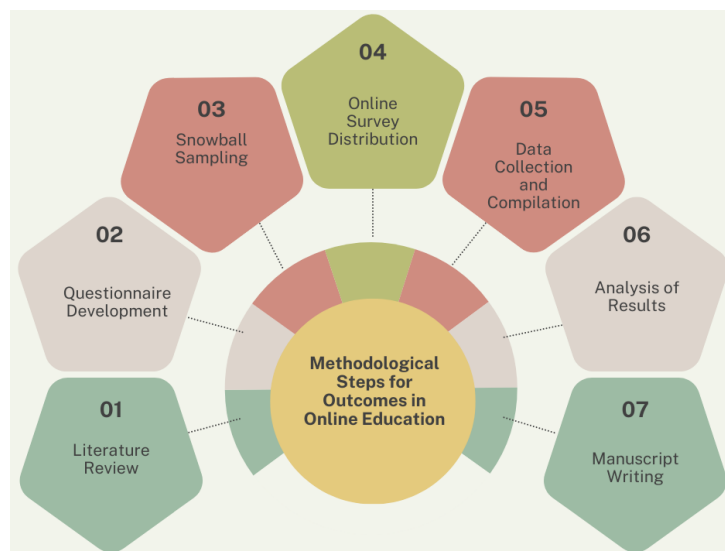 01
Literature
Review
02
Questionnaire
Development
03
Snowball
Sampling
04
Online
Survey
Distribution
05
Data
Collection
and
Compilation
06
Analysis of
Results
07
Manuscript
Writing
Methodological
Steps for
Outcomes in
Online Education